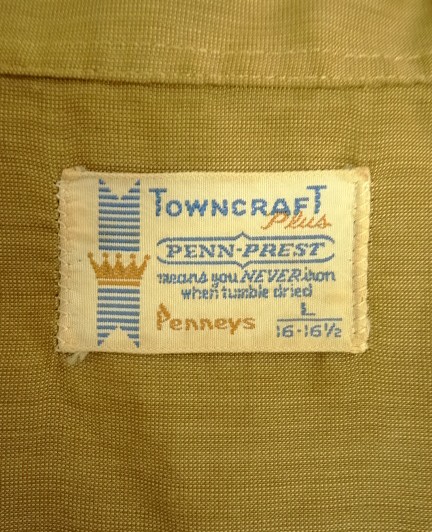 TOWNCRAFT
Plus
PENN-PREST
means you NEVER iron
when tumble dried
Penneys
L
16-16½